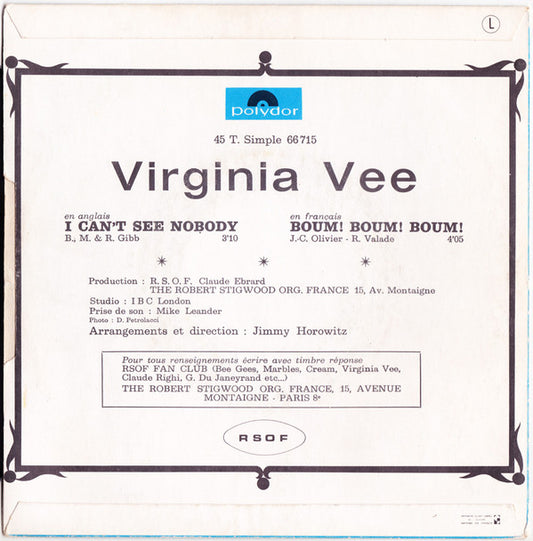 L
polydor
45 T. Simple 66 715
Virginia Vee
en anglais
I CAN'T SEE NOBODY
B., M. & R. Gibb 3'10
en français
BOUM! BOUM! BOUM!
J.-C. Olivier - R. Valade 4'05
* * *
Production : R.S.O.F. Claude Ebrard
THE ROBERT STIGWOOD ORG. FRANCE 15, Av. Montaigne
Studio : IBC London
Prise de son : Mike Leander
Photo : D. Petrolacci
Arrangements et direction : Jimmy Horowitz
Pour tous renseignements écrire avec timbre réponse
RSOF FAN CLUB (Bee Gees, Marbles, Cream, Virginia Vee,
Claude Righi, G. Du Janeyrand etc...)
THE ROBERT STIGWOOD ORG. FRANCE, 15, AVENUE
MONTAIGNE - PARIS 8e
RSOF